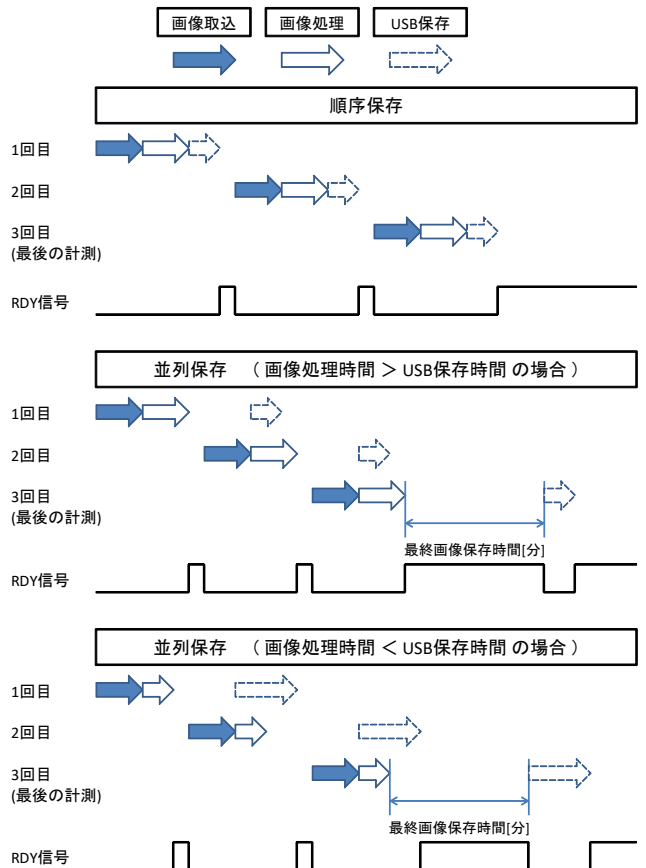 画像取込 画像処理 USB保存
順序保存
1回目
2回目
3回目
(最後の計測)
RDY信号
並列保存 （ 画像処理時間 ＞ USB保存時間 の場合 ）
1回目
2回目
3回目
(最後の計測)
最終画像保存時間[分]
RDY信号
並列保存 （ 画像処理時間 ＜ USB保存時間 の場合 ）
1回目
2回目
3回目
(最後の計測)
最終画像保存時間[分]
RDY信号